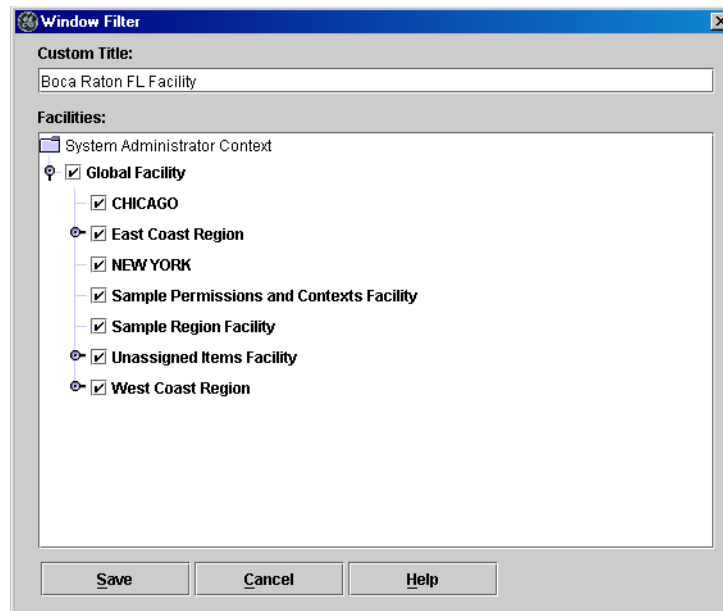 Window Filter
Custom Title:
Boca Raton FL Facility
Facilities:
System Administrator Context
Global Facility
CHICAGO
East Coast Region
NEW YORK
Sample Permissions and Contexts Facility
Sample Region Facility
Unassigned Items Facility
West Coast Region
Save Cancel Help